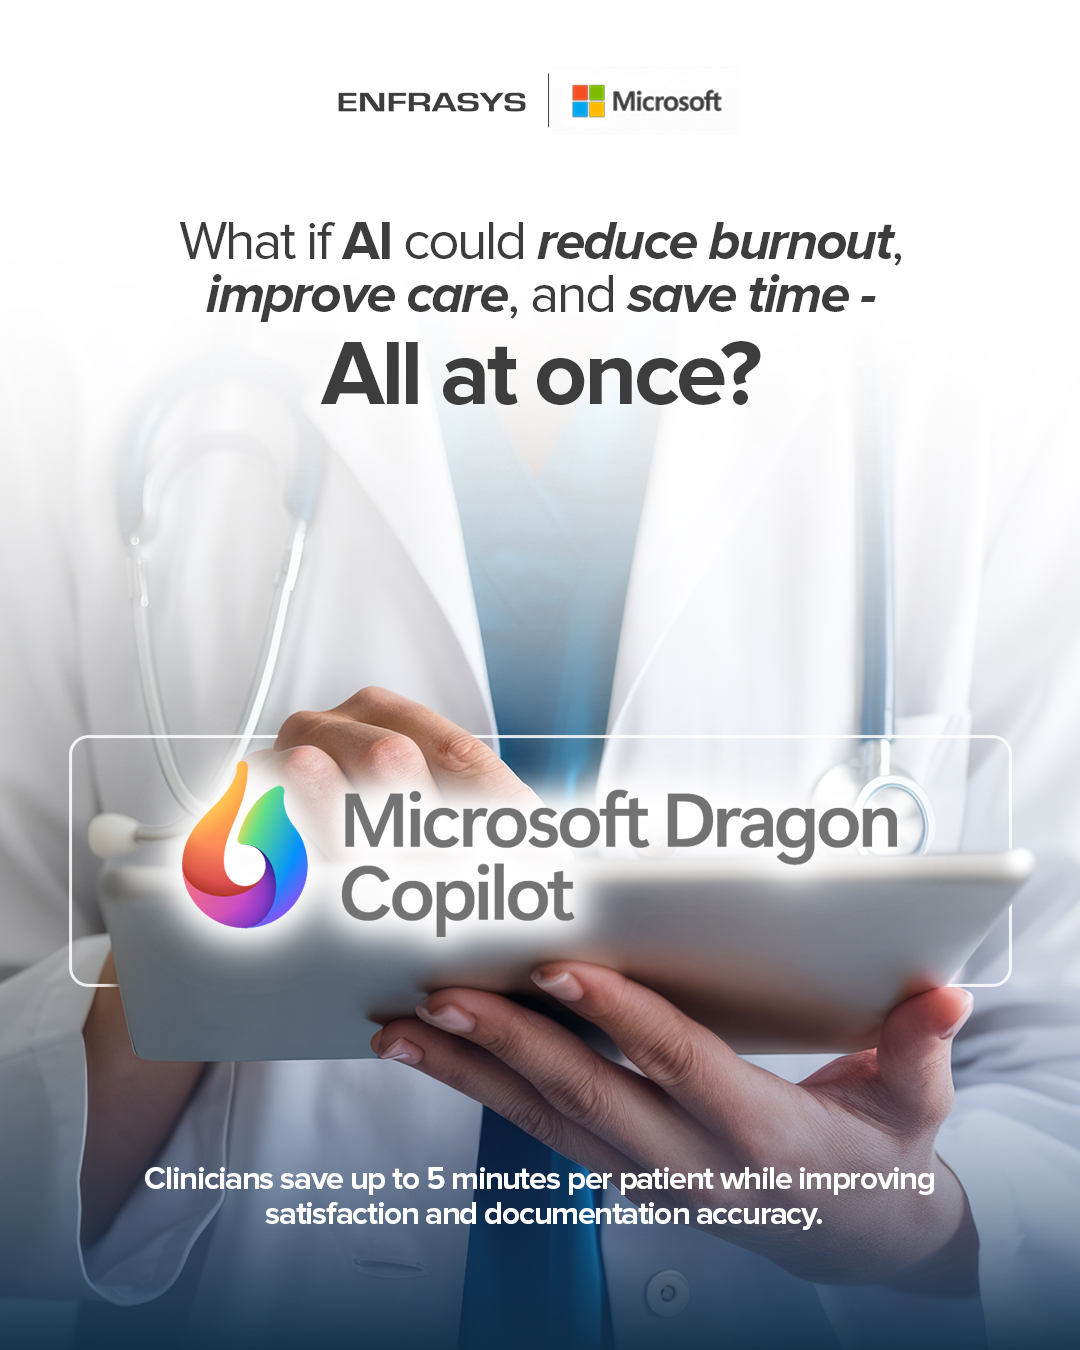 ENFRASYS
Microsoft
What if AI could reduce burnout,
improve care, and save time -
All at once?
Microsoft Dragon
Copilot
Clinicians save up to 5 minutes per patient while improving
satisfaction and documentation accuracy.